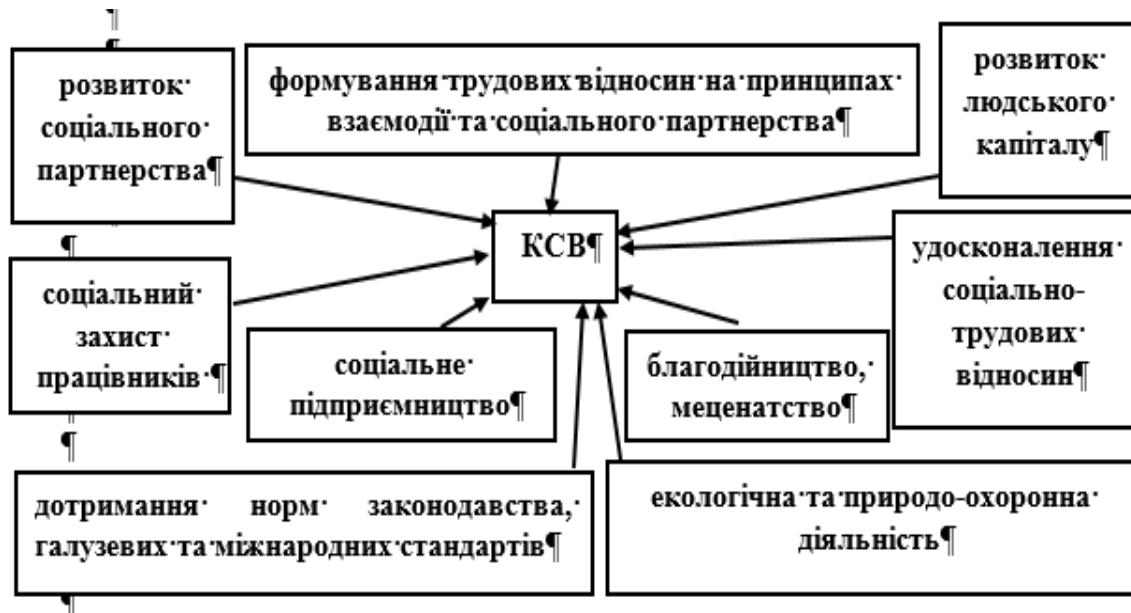 розвиток
соціального
партнерства¶
формування трудових відносин на принципах
взаємодії та соціального партнерства¶
розвиток
людського
капіталу¶
КСВ¶
удосконалення
соціально-
трудових
відносин¶
соціальний
захист
працівників ¶
соціальне
підприємництво¶
благодійництво,
меценатство¶
дотримання норм законодавства,
галузевих та міжнародних стандартів¶
екологічна та природо-охоронна
діяльність¶